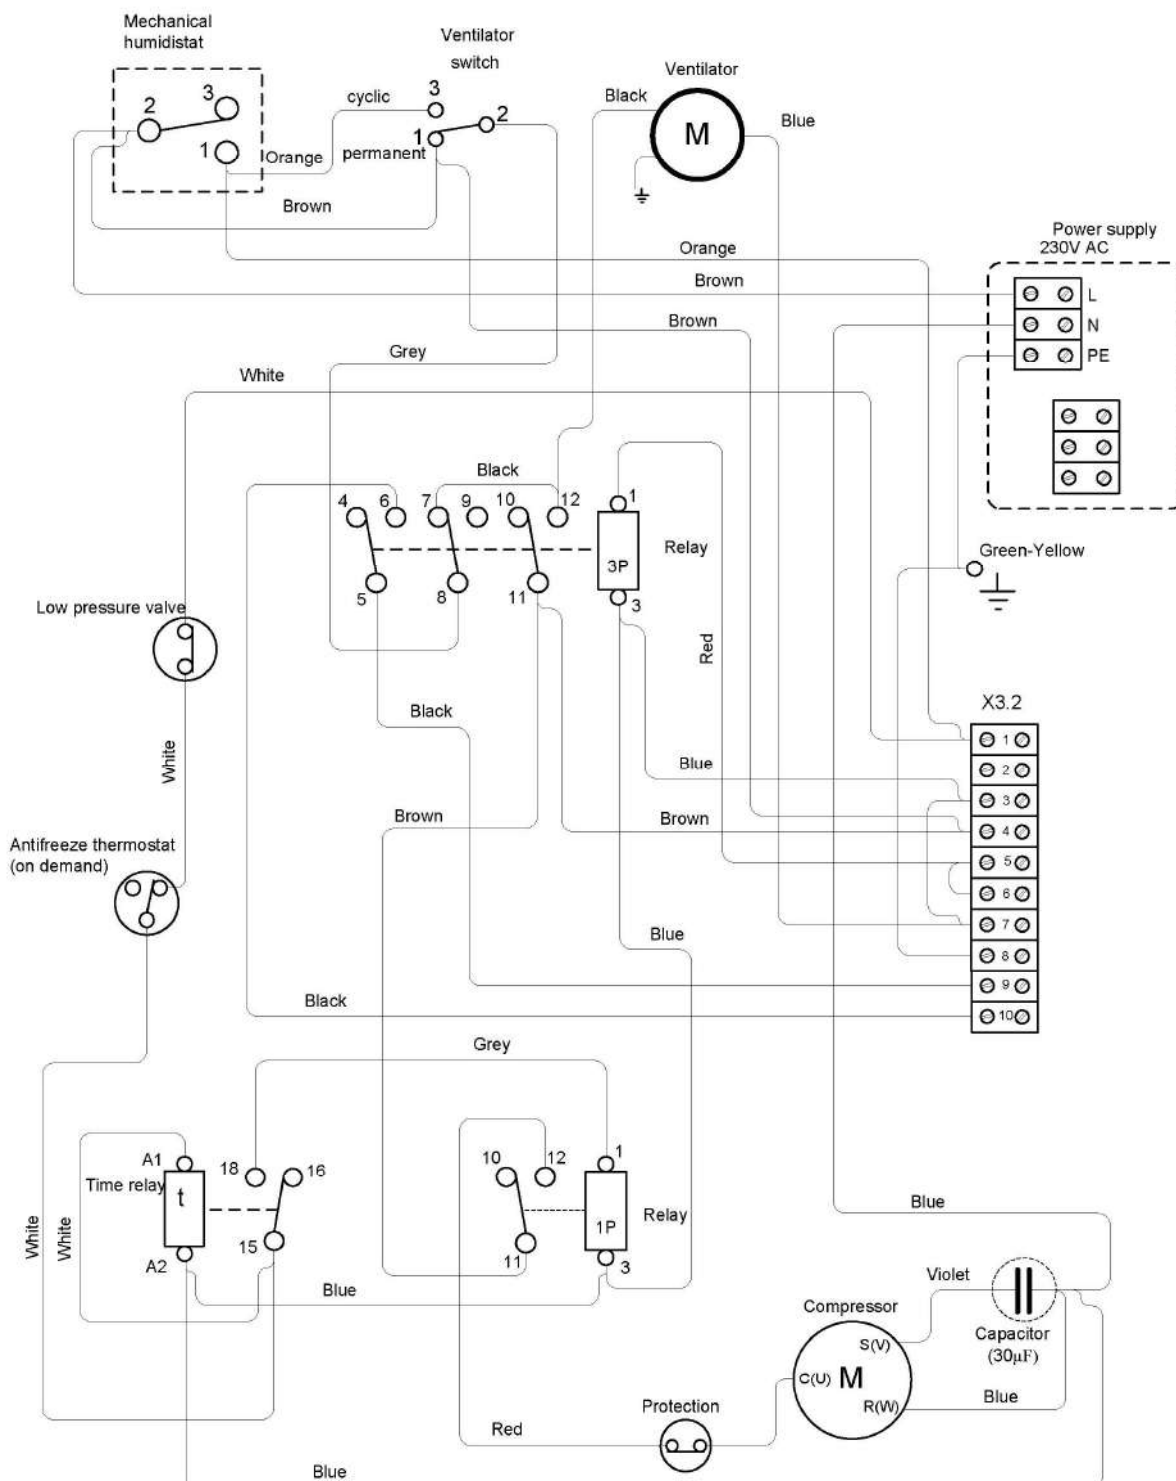 Mechanical
humidistat
Ventilator
switch
Ventilator
3
2
3
cyclic
2
Black
Blue
M
1
1
permanent
Orange
Brown
Power supply
230V AC
Orange
Brown
L
N
PE
Brown
Grey
White
Black
4
6
7
9
10
12
1
Relay
3P
Green-Yellow
5
8
11
3
Low pressure valve
Red
X3.2
Black
1
2
3
4
5
6
7
8
9
10
White
Blue
Brown
Brown
Antifreeze thermostat
(on demand)
Blue
Black
Grey
A1
18
16
10
12
1
Time relay
t
1P
Relay
White
White
15
11
3
A2
Blue
Blue
Violet
Compressor
Capacitor
(30µF)
S(V)
C(U)
M
R(W)
Blue
Protection
Red
Blue